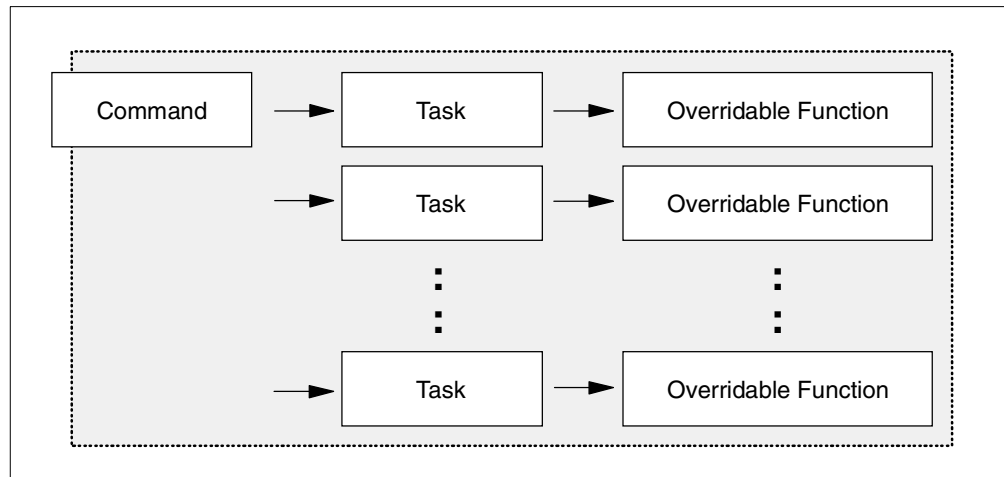 Command
Task
Overridable Function
Task
Overridable Function
Task
Overridable Function